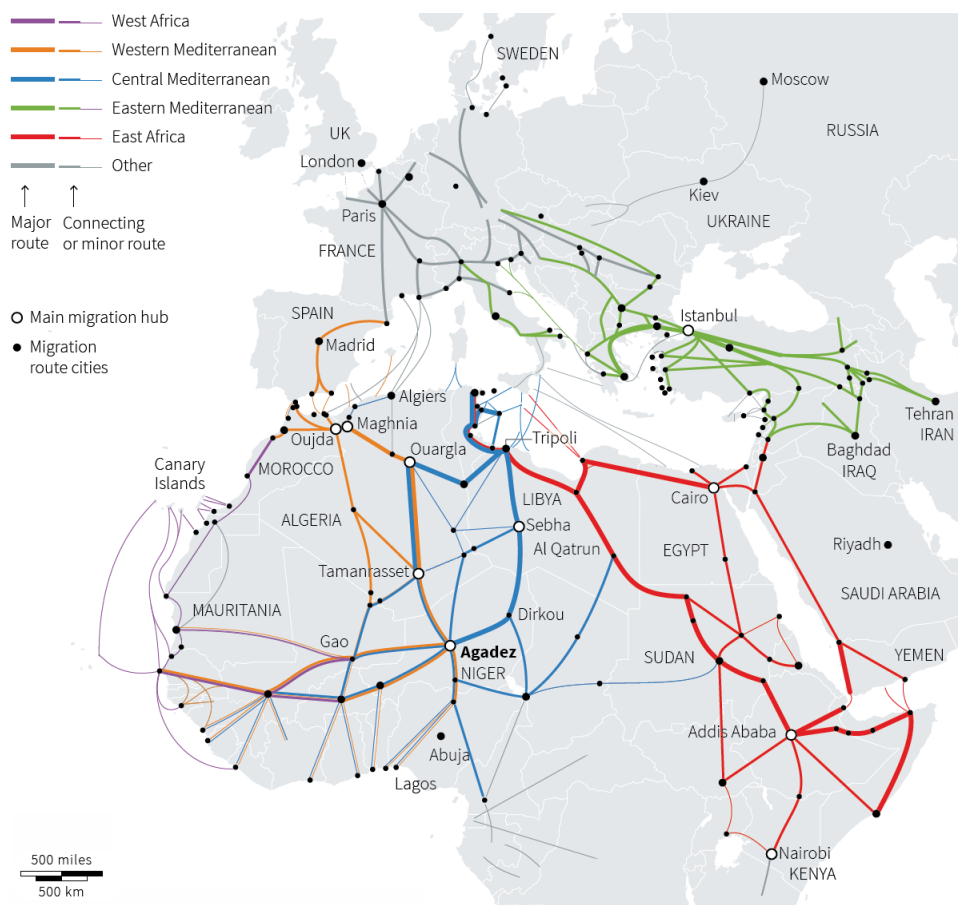 West Africa
Western Mediterranean
Central Mediterranean
Eastern Mediterranean
East Africa
Other
Major
route
Connecting
or minor route
Main migration hub
Migration
route cities
SWEDEN
Moscow
RUSSIA
UK
London
Kiev
UKRAINE
Paris
FRANCE
SPAIN
Madrid
Istanbul
Algiers
Tehran
IRAN
Maghnia
Oujda
Ouargla
Tripoli
Baghdad
IRAQ
Canary
Islands
MOROCCO
LIBYA
Cairo
ALGERIA
Sebha
Al Qatrun
EGYPT
Riyadh
Tamanrasset
SAUDI ARABIA
MAURITANIA
Dirkou
Gao
Agadez
NIGER
SUDAN
YEMEN
Addis Ababa
Abuja
Lagos
Nairobi
KENYA
500 miles
500 km